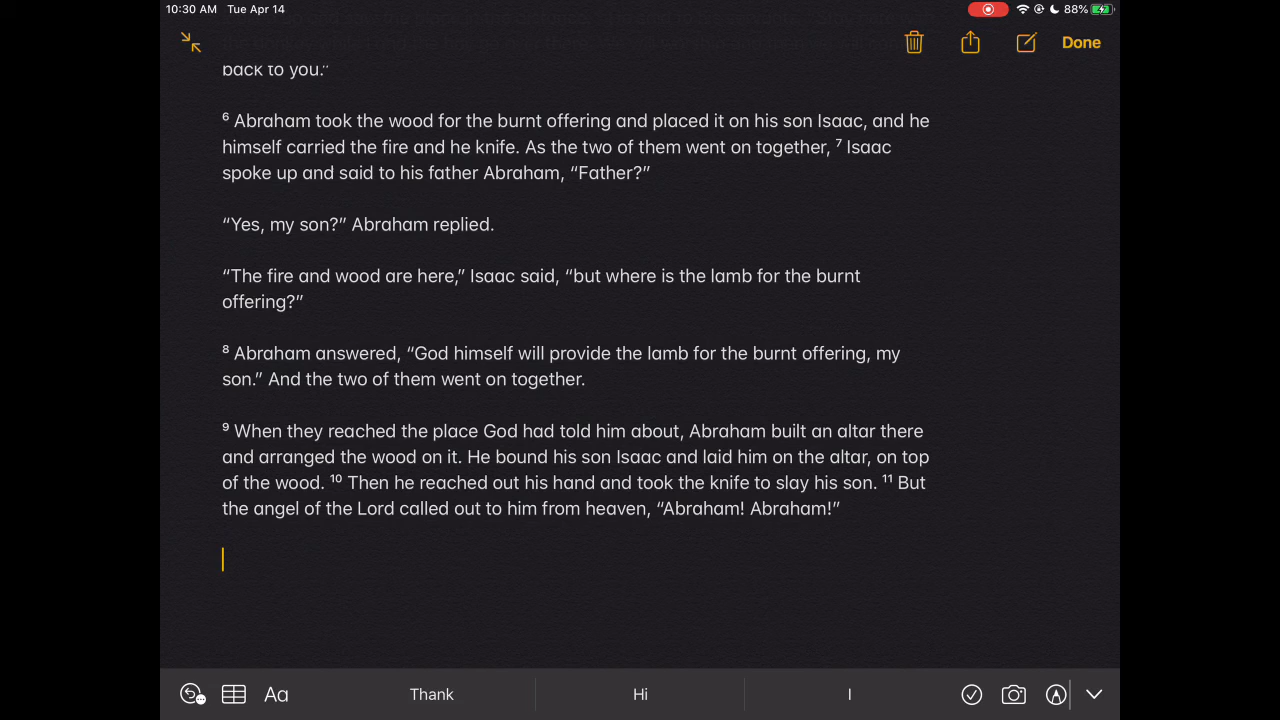 10:30 AM Tue Apr 14 88%
Done
back to you.”
⁶ Abraham took the wood for the burnt offering and placed it on his son Isaac, and he
himself carried the fire and he knife. As the two of them went on together, ⁷ Isaac
spoke up and said to his father Abraham, “Father?”
“Yes, my son?” Abraham replied.
“The fire and wood are here,” Isaac said, “but where is the lamb for the burnt
offering?”
⁸ Abraham answered, “God himself will provide the lamb for the burnt offering, my
son.” And the two of them went on together.
⁹ When they reached the place God had told him about, Abraham built an altar there
and arranged the wood on it. He bound his son Isaac and laid him on the altar, on top
of the wood. ¹⁰ Then he reached out his hand and took the knife to slay his son. ¹¹ But
the angel of the Lord called out to him from heaven, “Abraham! Abraham!”
Aa Thank Hi I